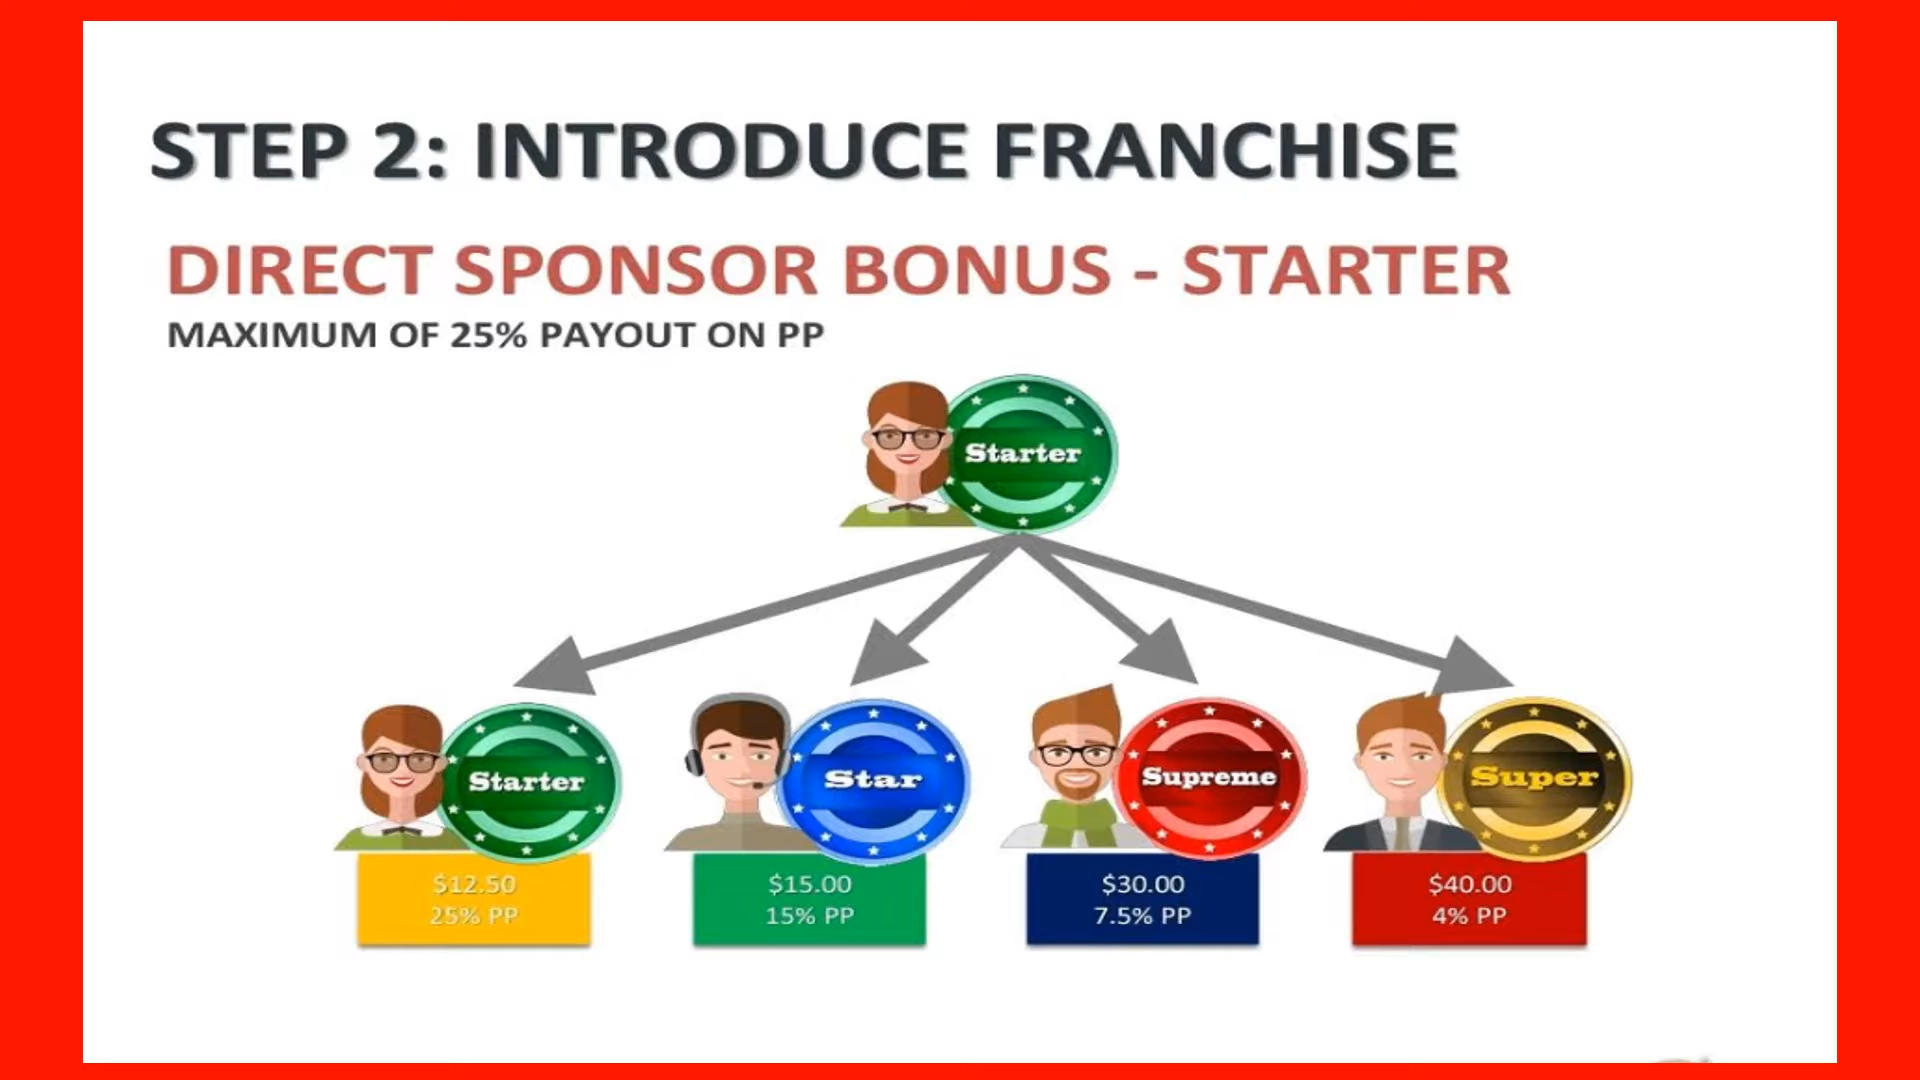 STEP 2: INTRODUCE FRANCHISE
DIRECT SPONSOR BONUS - STARTER
MAXIMUM OF 25% PAYOUT ON PP
Starter
Starter
Star
Supreme
Super
$12.50
25% PP
$15.00
15% PP
$30.00
7.5% PP
$40.00
4% PP